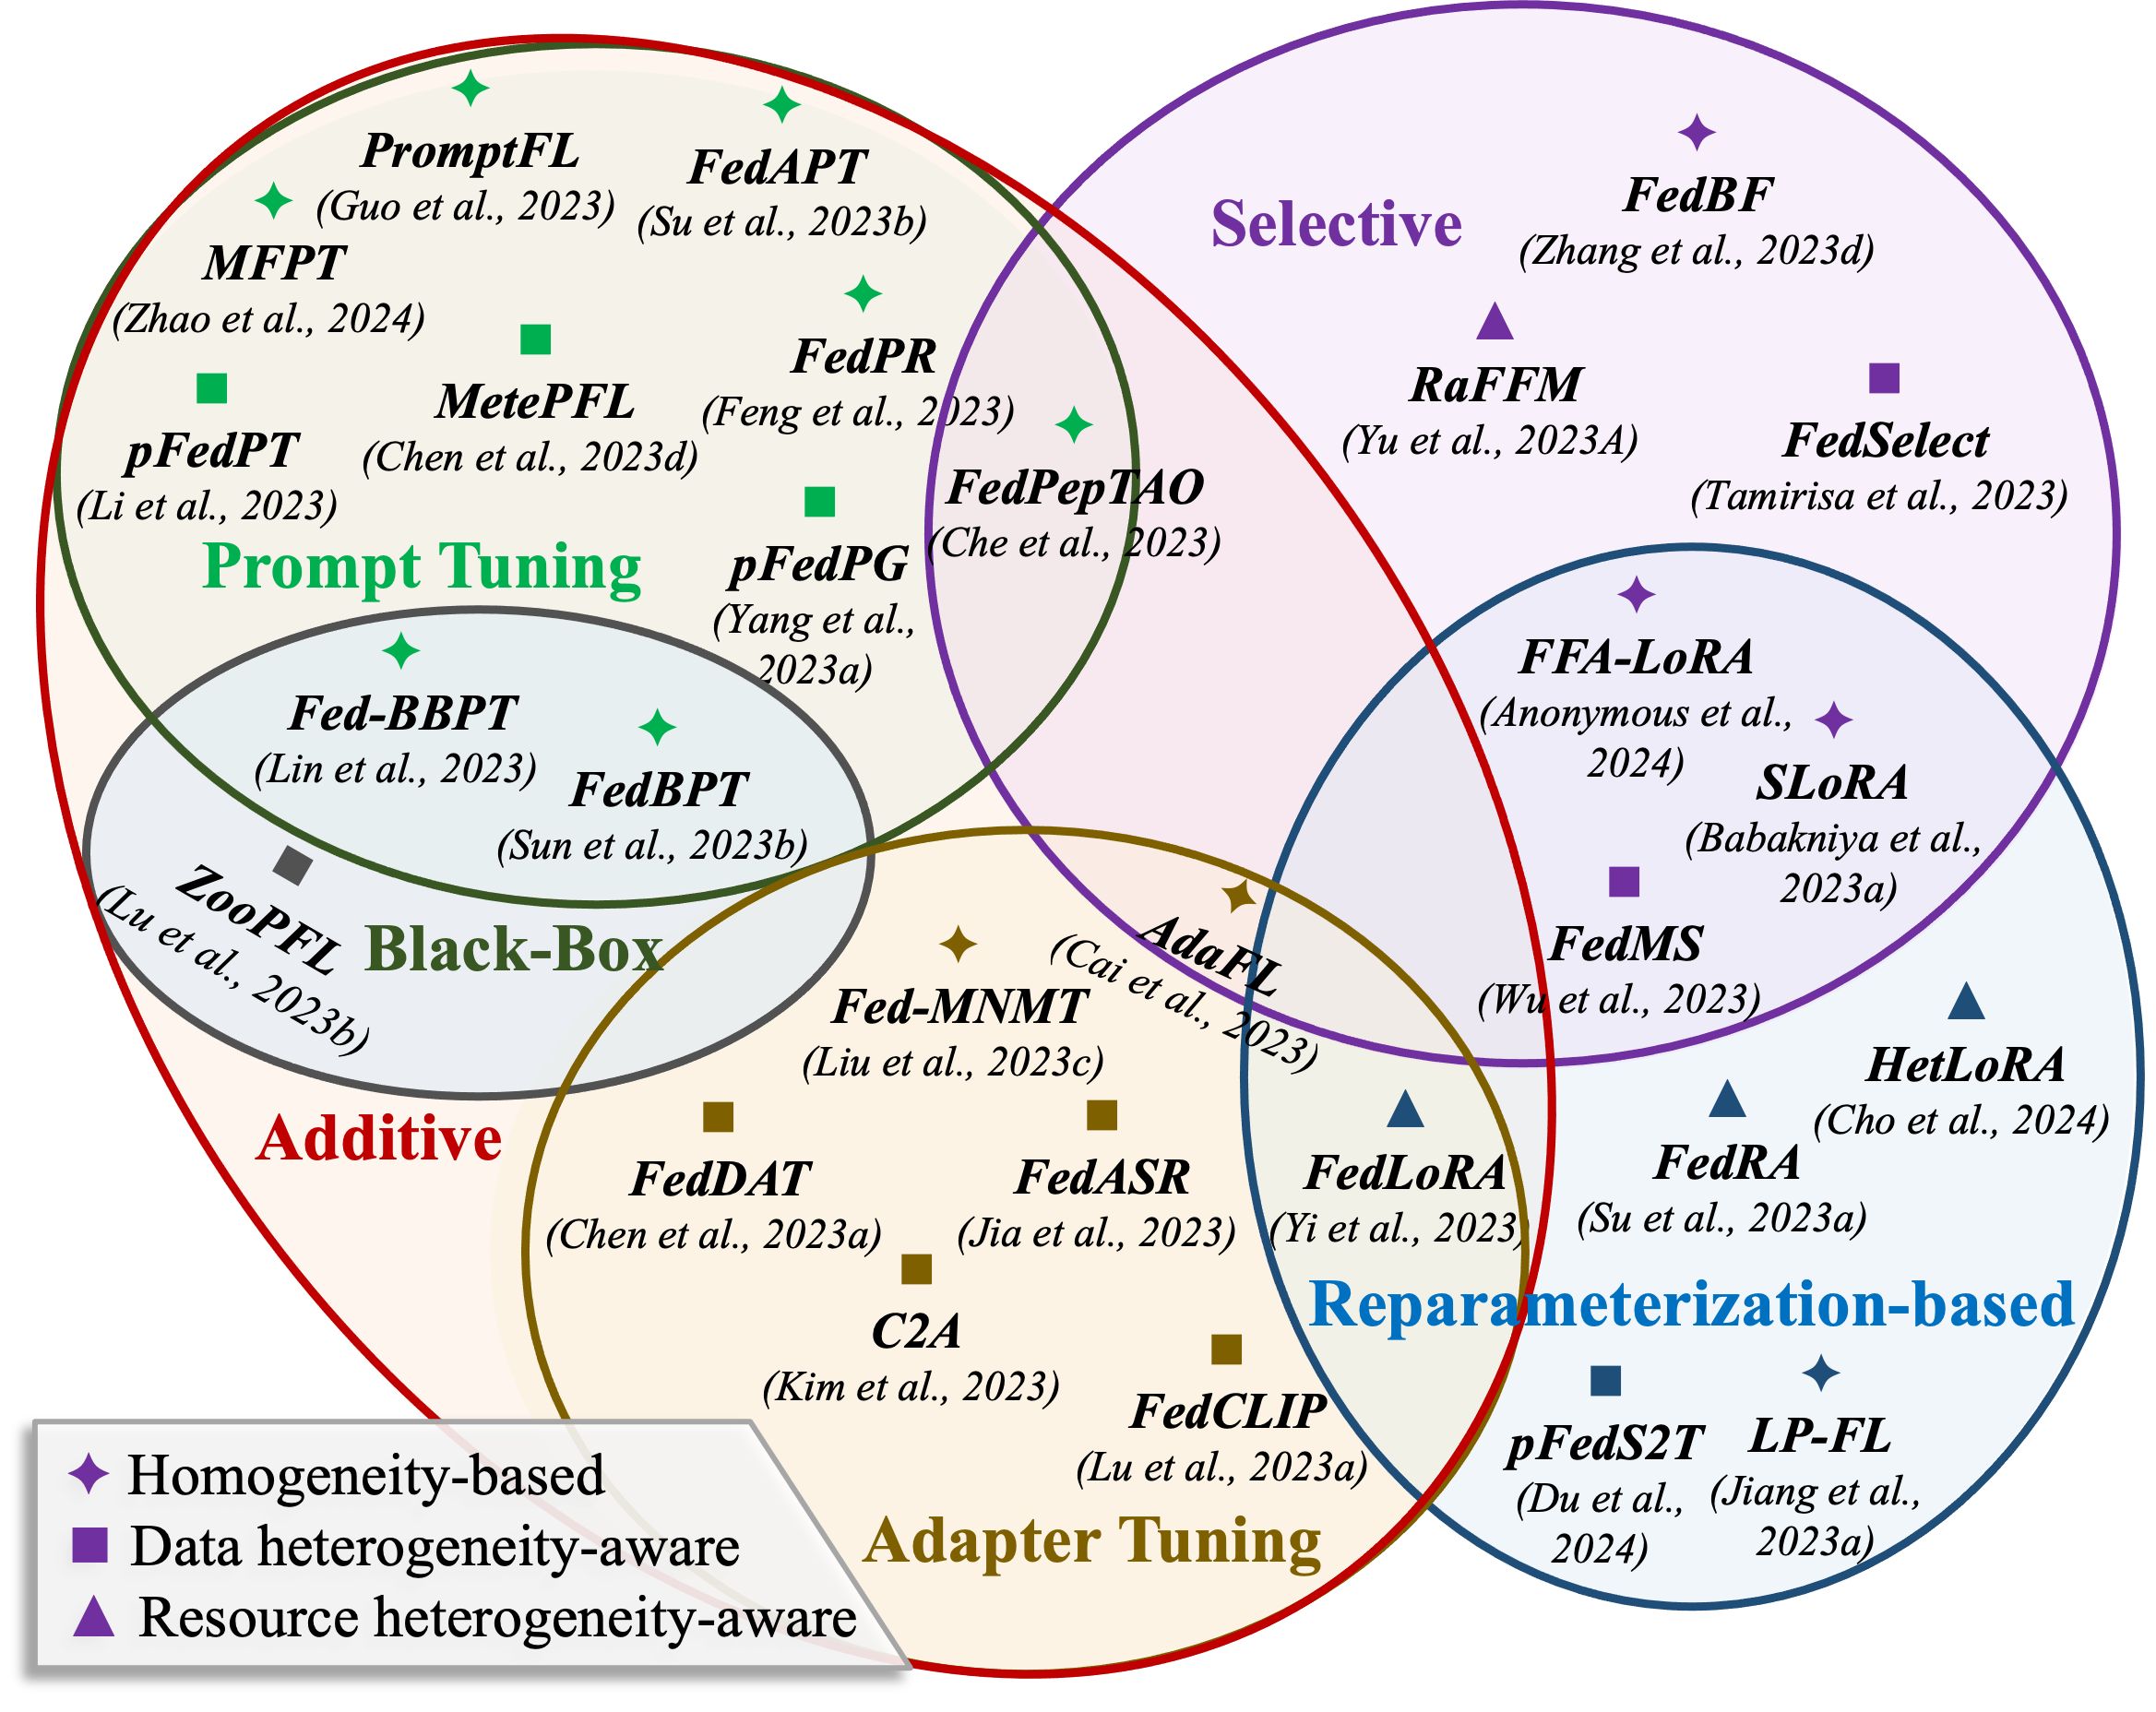 PromptFL
(Guo et al., 2023)
FedAPT
(Su et al., 2023b)
MFPT
(Zhao et al., 2024)
FedPR
(Feng et al., 2023)
MetePFL
(Chen et al., 2023d)
pFedPT
(Li et al., 2023)
Prompt Tuning
pFedPG
(Yang et al.,
2023a)
FedPepTAO
(Che et al., 2023)
Selective
FedBF
(Zhang et al., 2023d)
RaFFM
(Yu et al., 2023A)
FedSelect
(Tamirisa et al., 2023)
Fed-BBPT
(Lin et al., 2023)
FedBPT
(Sun et al., 2023b)
ZooPFL
(Lu et al., 2023b)
Black-Box
FFA-LoRA
(Anonymous et al.,
2024)
SLoRA
(Babakniya et al.,
2023a)
FedMS
(Wu et al., 2023)
AdaFL
(Cai et al., 2023)
Fed-MNMT
(Liu et al., 2023c)
HetLoRA
(Cho et al., 2024)
Additive
FedDAT
(Chen et al., 2023a)
FedASR
(Jia et al., 2023)
FedLoRA
(Yi et al., 2023)
FedRA
(Su et al., 2023a)
Reparameterization-based
C2A
(Kim et al., 2023)
FedCLIP
(Lu et al., 2023a)
pFedS2T
(Du et al.,
2024)
LP-FL
(Jiang et al.,
2023a)
Adapter Tuning
Homogeneity-based
Data heterogeneity-aware
Resource heterogeneity-aware